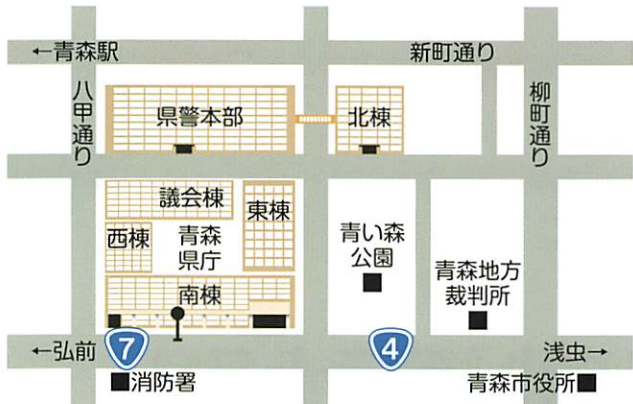 ←青森駅
新町通り
八甲通り
県警本部
北棟
柳町通り
議会棟
東棟
西棟
青森
県庁
青い森
公園
南棟
青森地方
裁判所
←弘前
7
4
浅虫→
■消防署
青森市役所■